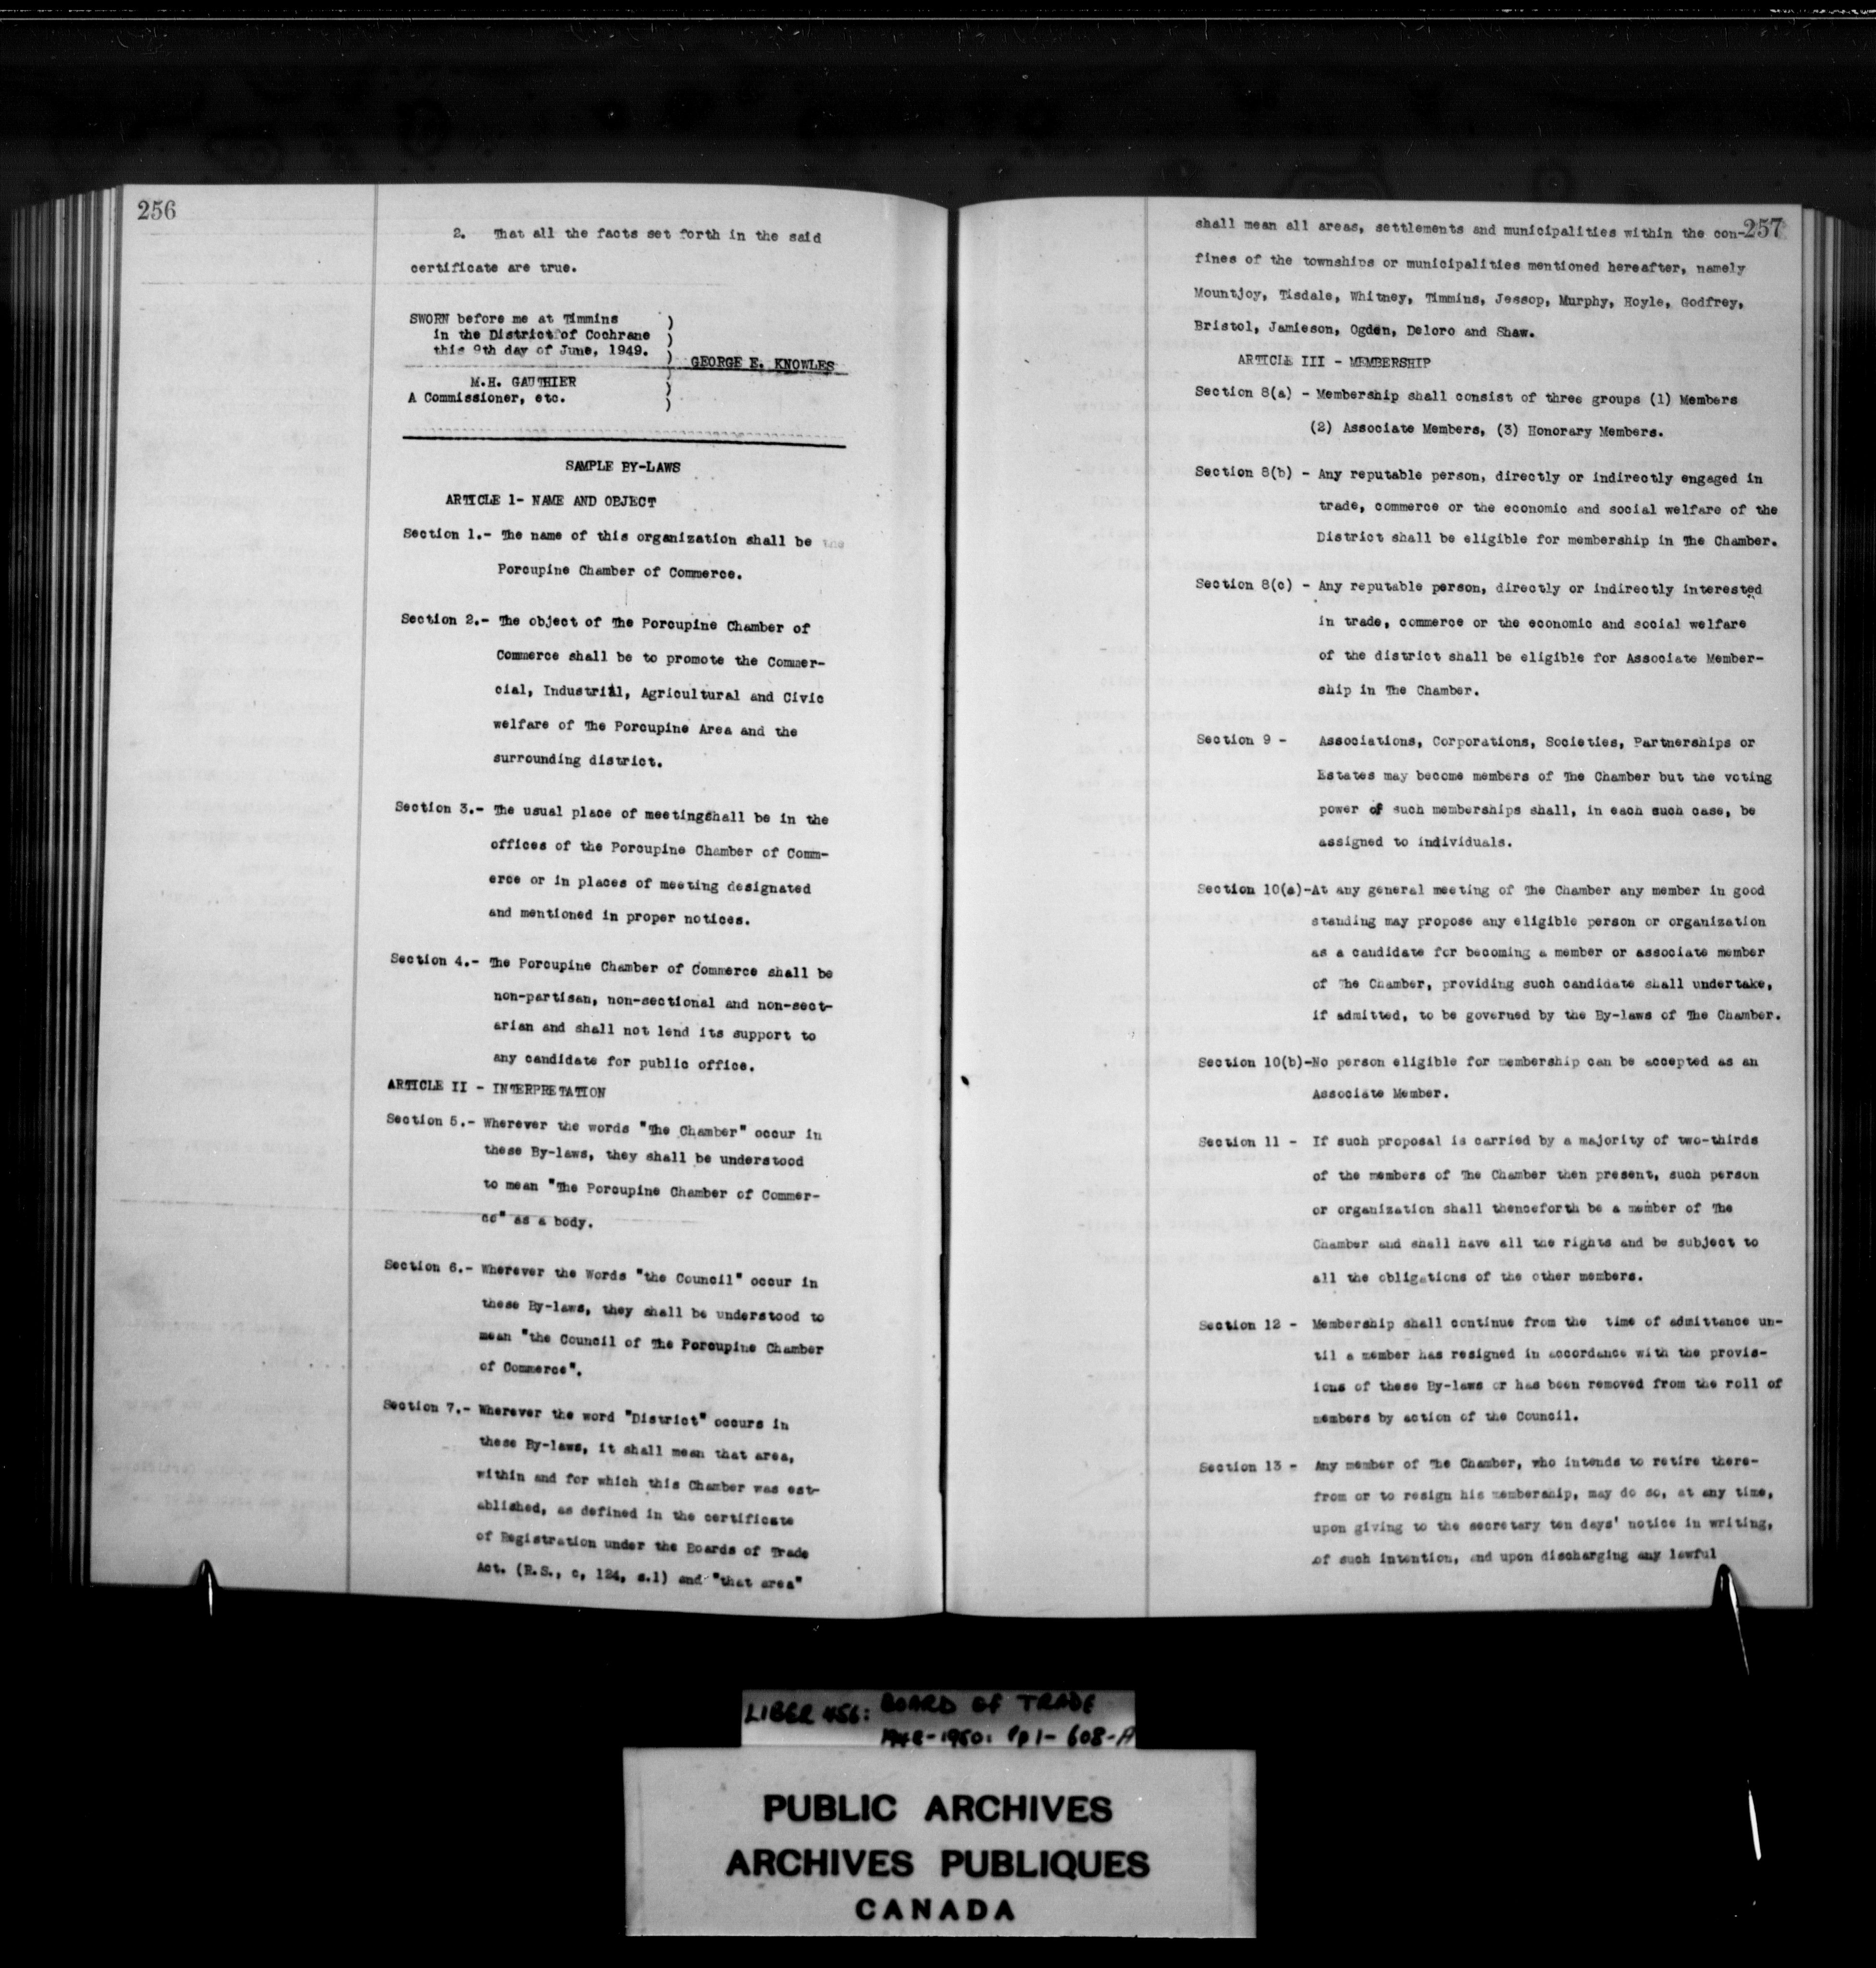 256
2. That all the facts set forth in the said
certificate are true.
SWORN before me at Timmins )
in the District of Cochrane )
this 9th day of June, 1949. )
) GEORGE E. KNOWLES
M.H. GAUTHIER )
A Commissioner, etc. )
SAMPLE BY-LAWS
ARTICLE 1- NAME AND OBJECT
Section 1.- The name of this organization shall be the
Porcupine Chamber of Commerce.
Section 2.- The object of The Porcupine Chamber of
Commerce shall be to promote the Commer-
cial, Industrial, Agricultural and Civic
welfare of The Porcupine Area and the
surrounding district.
Section 3.- The usual place of meetingshall be in the
offices of the Porcupine Chamber of Comm-
erce or in places of meeting designated
and mentioned in proper notices.
Section 4.- The Porcupine Chamber of Commerce shall be
non-partisan, non-sectional and non-sect-
arian and shall not lend its support to
any candidate for public office.
ARTICLE II - INTERPRETATION
Section 5.- Wherever the words "The Chamber" occur in
these By-laws, they shall be understood
to mean "The Porcupine Chamber of Commer-
ce" as a body.
Section 6.- Wherever the Words "the Council" occur in
these By-laws, they shall be understood to
mean "the Council of The Porcupine Chamber
of Commerce".
Section 7.- Wherever the word "District" occurs in
these By-laws, it shall mean that area,
within and for which this Chamber was est-
ablished, as defined in the certificate
of Registration under the Boards of Trade
Act. (R.S., c, 124, s.1) and "that area"
257
shall mean all areas, settlements and municipalities within the con-
fines of the townships or municipalities mentioned hereafter, namely
Mountjoy, Tisdale, Whitney, Timmins, Jessop, Murphy, Hoyle, Godfrey,
Bristol, Jamieson, Ogden, Deloro and Shaw.
ARTICLE III - MEMBERSHIP
Section 8(a) - Membership shall consist of three groups (1) Members
(2) Associate Members, (3) Honorary Members.
Section 8(b) - Any reputable person, directly or indirectly engaged in
trade, commerce or the economic and social welfare of the
District shall be eligible for membership in The Chamber.
Section 8(c) - Any reputable person, directly or indirectly interested
in trade, commerce or the economic and social welfare
of the district shall be eligible for Associate Member-
ship in The Chamber.
Section 9 - Associations, Corporations, Societies, Partnerships or
Estates may become members of The Chamber but the voting
power of such memberships shall, in each such case, be
assigned to individuals.
Section 10(a)-At any general meeting of The Chamber any member in good
standing may propose any eligible person or organization
as a candidate for becoming a member or associate member
of The Chamber, providing such candidate shall undertake,
if admitted, to be governed by the By-laws of The Chamber.
Section 10(b)-No person eligible for membership can be accepted as an
Associate Member.
Section 11 - If such proposal is carried by a majority of two-thirds
of the members of The Chamber then present, such person
or organization shall thenceforth be a member of The
Chamber and shall have all the rights and be subject to
all the obligations of the other members.
Section 12 - Membership shall continue from the time of admittance un-
til a member has resigned in accordance with the provis-
ions of these By-laws or has been removed from the roll of
members by action of the Council.
Section 13 - Any member of The Chamber, who intends to retire there-
from or to resign his membership, may do so, at any time,
upon giving to the secretary ten days' notice in writing,
of such intention, and upon discharging any lawful
LIBER 456: BOARD OF TRADE
1948-1950: Pp 1- 608-A
PUBLIC ARCHIVES
ARCHIVES PUBLIQUES
CANADA